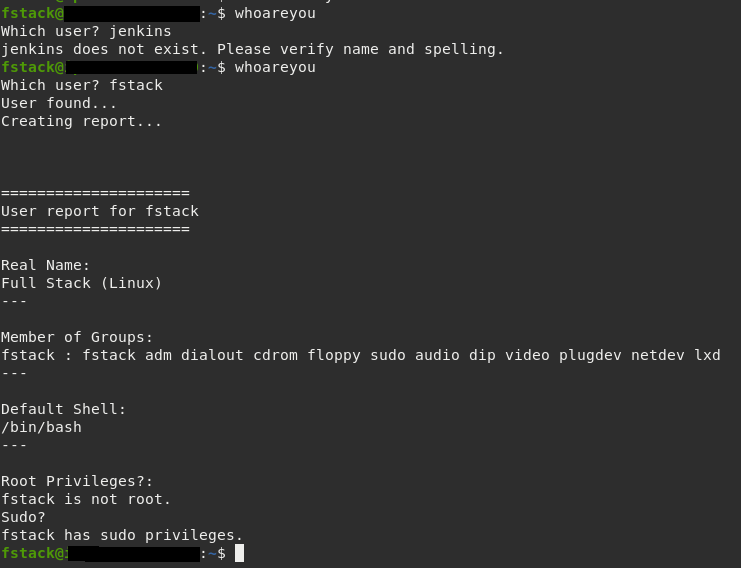 fstack@ :~$ whoareyou
Which user? jenkins
jenkins does not exist. Please verify name and spelling.
fstack@ :~$ whoareyou
Which user? fstack
User found...
Creating report...
=====================
User report for fstack
=====================
Real Name:
Full Stack (Linux)
---
Member of Groups:
fstack : fstack adm dialout cdrom floppy sudo audio dip video plugdev netdev lxd
---
Default Shell:
/bin/bash
---
Root Privileges?:
fstack is not root.
Sudo?
fstack has sudo privileges.
fstack@ :~$